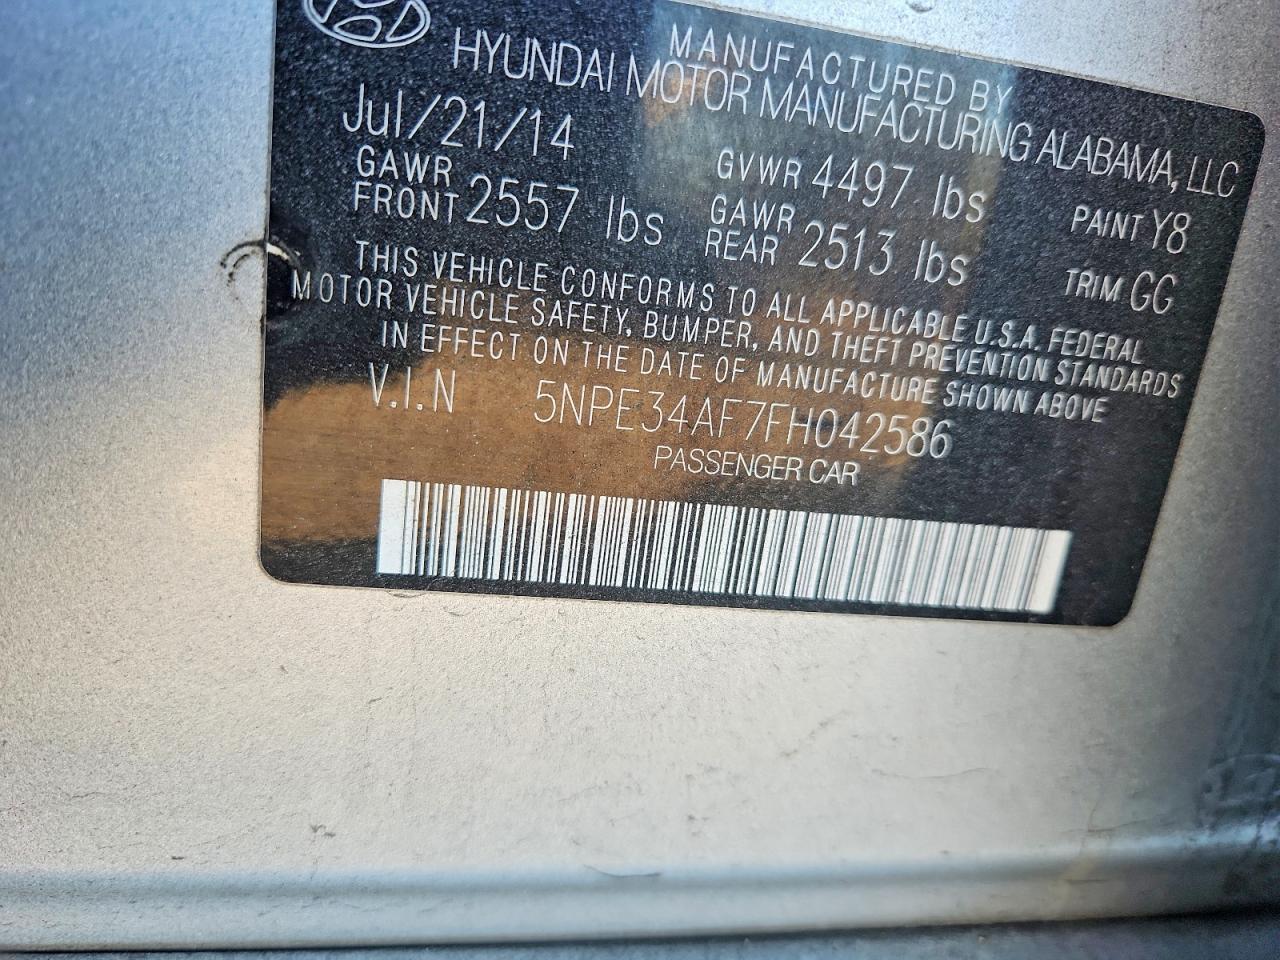 MANUFACTURED BY
HYUNDAI MOTOR MANUFACTURING ALABAMA, LLC
Jul/21/14 GVWR 4497 lbs PAINT Y8
GAWR FRONT 2557 lbs GAWR REAR 2513 lbs TRIM GG
THIS VEHICLE CONFORMS TO ALL APPLICABLE U.S.A. FEDERAL
MOTOR VEHICLE SAFETY, BUMPER, AND THEFT PREVENTION STANDARDS
IN EFFECT ON THE DATE OF MANUFACTURE SHOWN ABOVE
V.I.N 5NPE34AF7FH042586
PASSENGER CAR